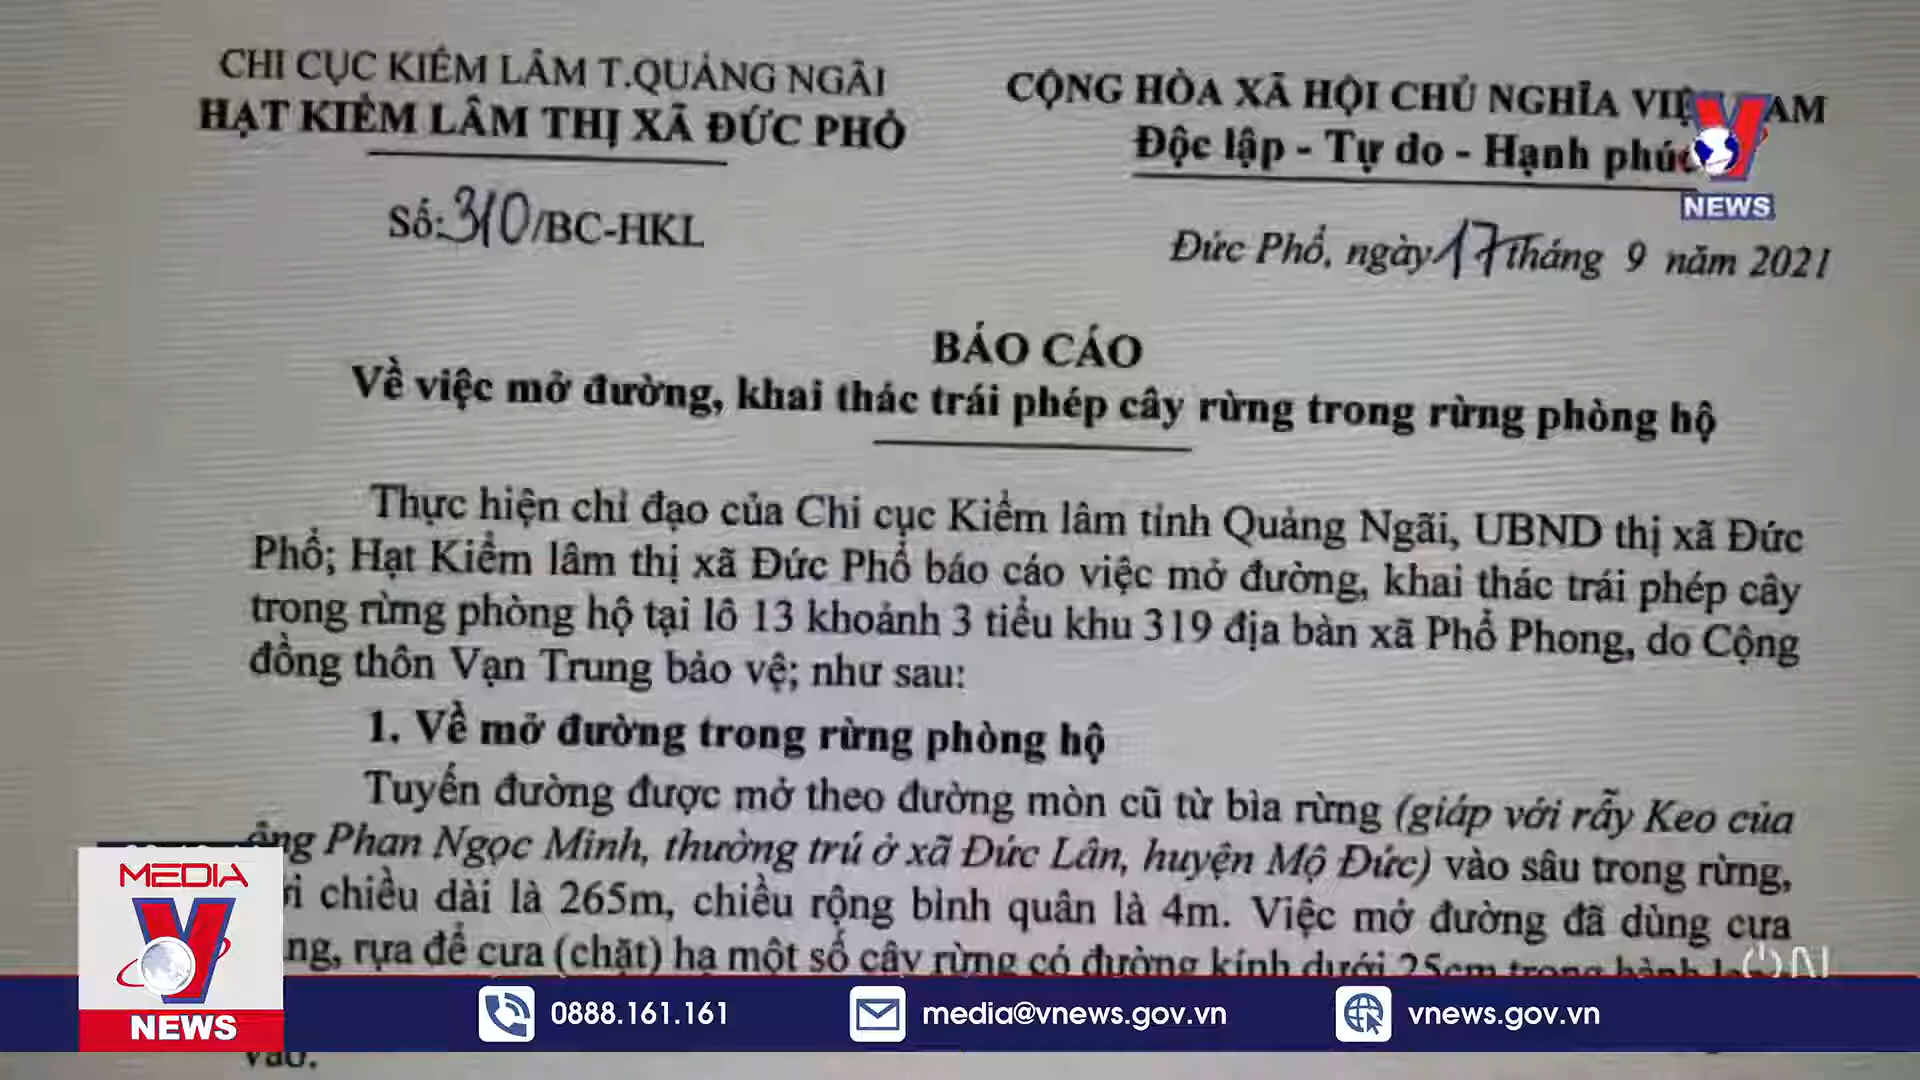 CHI CỤC KIỂM LÂM T.QUẢNG NGÃI
HẠT KIỂM LÂM THỊ XÃ ĐỨC PHỔ
Số:310/BC-HKL
CỘNG HÒA XÃ HỘI CHỦ NGHĨA VIỆT NAM
Độc lập - Tự do - Hạnh phúc
NEWS
Đức Phổ, ngày 17 tháng 9 năm 2021
BÁO CÁO
Về việc mở đường, khai thác trái phép cây rừng trong rừng phòng hộ
Thực hiện chỉ đạo của Chi cục Kiểm lâm tỉnh Quảng Ngãi, UBND thị xã Đức
Phổ; Hạt Kiểm lâm thị xã Đức Phổ báo cáo việc mở đường, khai thác trái phép cây
trong rừng phòng hộ tại lô 13 khoảnh 3 tiểu khu 319 địa bàn xã Phổ Phong, do Cộng
đồng thôn Vạn Trung bảo vệ; như sau:
1. Về mở đường trong rừng phòng hộ
Tuyến đường được mở theo đường mòn cũ từ bìa rừng (giáp với rẫy Keo của
ông Phan Ngọc Minh, thường trú ở xã Đức Lân, huyện Mộ Đức) vào sâu trong rừng,
chiều dài là 265m, chiều rộng bình quân là 4m. Việc mở đường đã dùng cưa
rựa để cưa (chặt) hạ một số cây rừng có đường kính dưới 25cm trong hành
ON
MEDIA
NEWS
0888.161.161
media@vnews.gov.vn
vnews.gov.vn
vào.